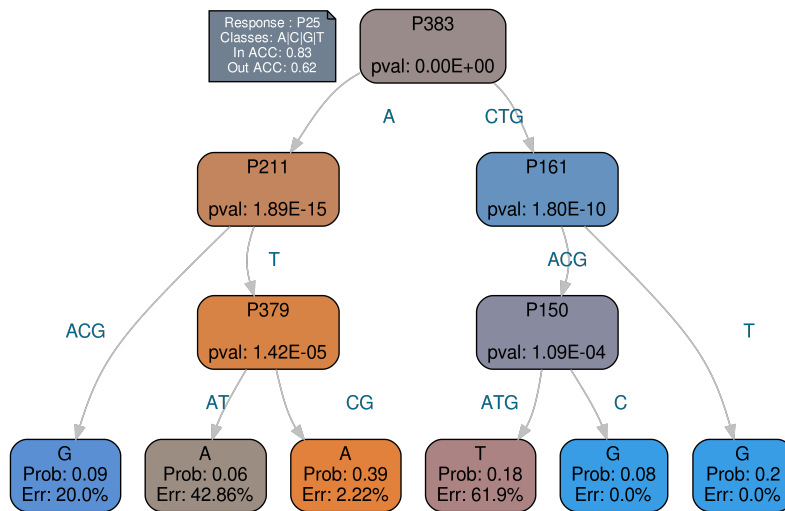 Response : P25
Classes: A|C|G|T
In ACC: 0.83
Out ACC: 0.62
P383
pval: 0.00E+00
A
CTG
P211
pval: 1.89E-15
P161
pval: 1.80E-10
ACG
T
ACG
T
P379
pval: 1.42E-05
P150
pval: 1.09E-04
AT
CG
ATG
C
G
Prob: 0.09
Err: 20.0%
A
Prob: 0.06
Err: 42.86%
A
Prob: 0.39
Err: 2.22%
T
Prob: 0.18
Err: 61.9%
G
Prob: 0.08
Err: 0.0%
G
Prob: 0.2
Err: 0.0%